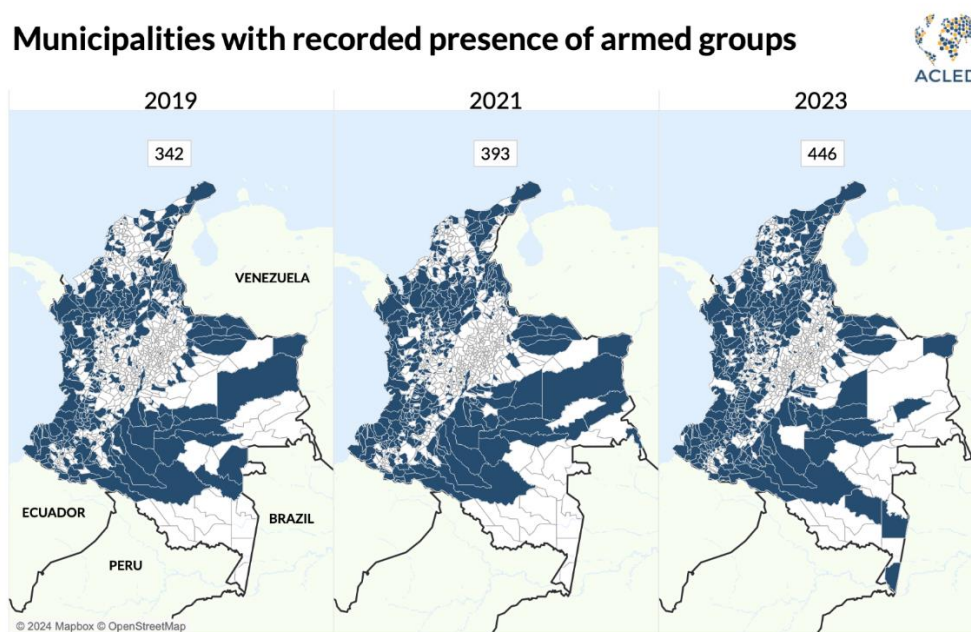 Municipalities with recorded presence of armed groups
ACLED
2019
2021
2023
342
393
446
VENEZUELA
ECUADOR
BRAZIL
PERU
© 2024 Mapbox © OpenStreetMap